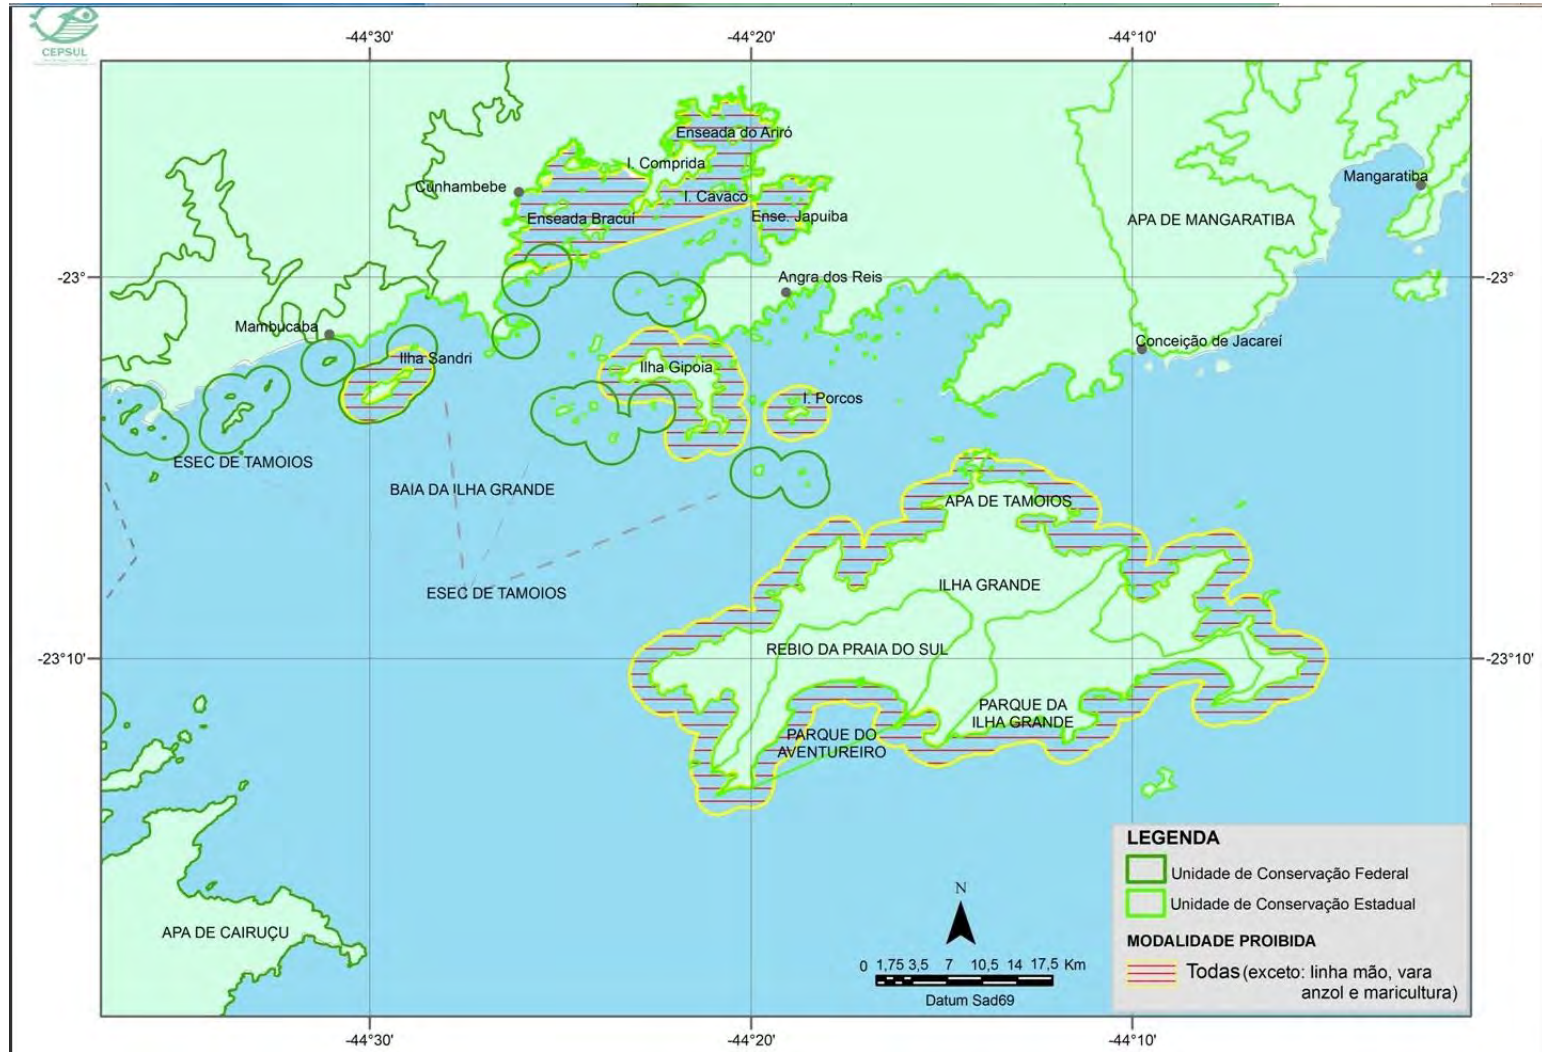 CEPSUL
-44°30'
-44°20'
-44°10'
Enseada do Ariró
I. Comprida
Cunhambebe
I. Cavaco
Mangaratiba
Enseada Bracuí
Ense. Japuiba
APA DE MANGARATIBA
-23°
-23°
Angra dos Reis
Mambucaba
Conceição de Jacareí
Ilha Sandri
Ilha Gipoia
I. Porcos
ESEC DE TAMOIOS
BAIA DA ILHA GRANDE
APA DE TAMOIOS
ESEC DE TAMOIOS
ILHA GRANDE
REBIO DA PRAIA DO SUL
-23°10'
-23°10'
PARQUE DA
ILHA GRANDE
PARQUE DO
AVENTUREIRO
APA DE CAIRUÇU
N
0 1,75 3,5 7 10,5 14 17,5 Km
Datum Sad69
LEGENDA
Unidade de Conservação Federal
Unidade de Conservação Estadual
MODALIDADE PROIBIDA
Todas (exceto: linha mão, vara
anzol e maricultura)
-44°30'
-44°20'
-44°10'